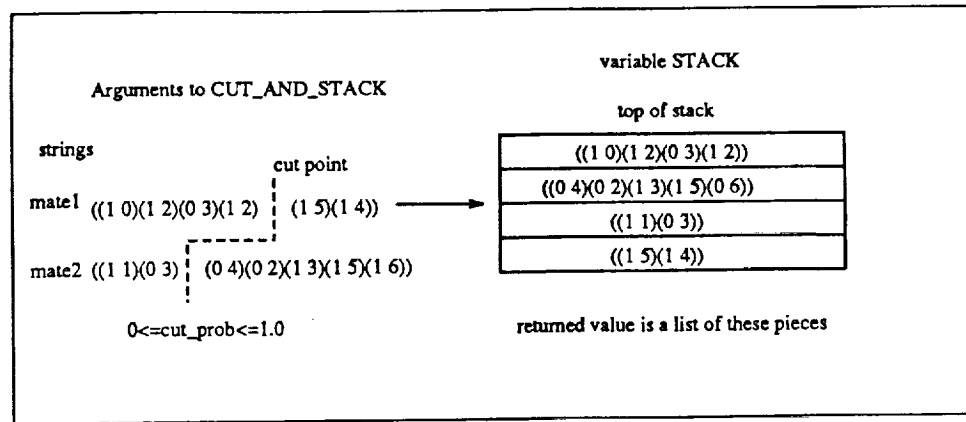 Arguments to CUT_AND_STACK
strings
cut point
mate1 ((1 0)(1 2)(0 3)(1 2) (1 5)(1 4))
mate2 ((1 1)(0 3) (0 4)(0 2)(1 3)(1 5)(1 6))
0<=cut_prob<=1.0
variable STACK
top of stack
((1 0)(1 2)(0 3)(1 2))
((0 4)(0 2)(1 3)(1 5)(0 6))
((1 1)(0 3))
((1 5)(1 4))
returned value is a list of these pieces